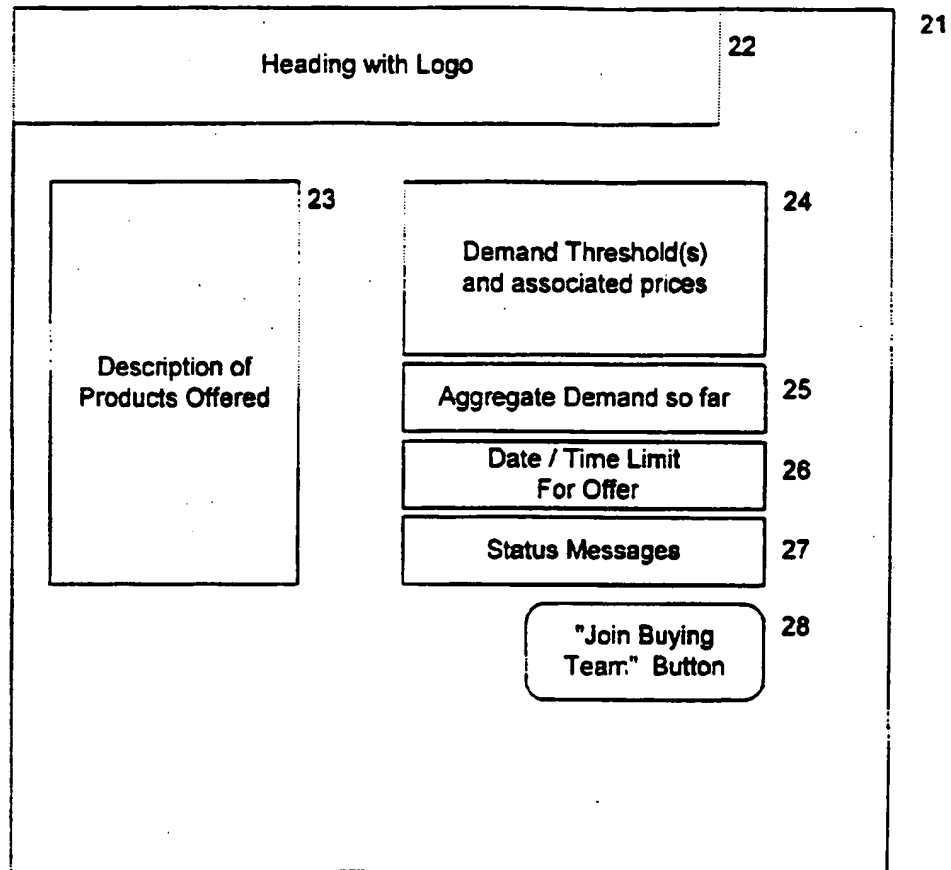 21
22
Heading with Logo
23
24
Demand Threshold(s)
and associated prices
Description of
Products Offered
25
Aggregate Demand so far
Date / Time Limit
For Offer
26
Status Messages
27
28
"Join Buying
Team" Button